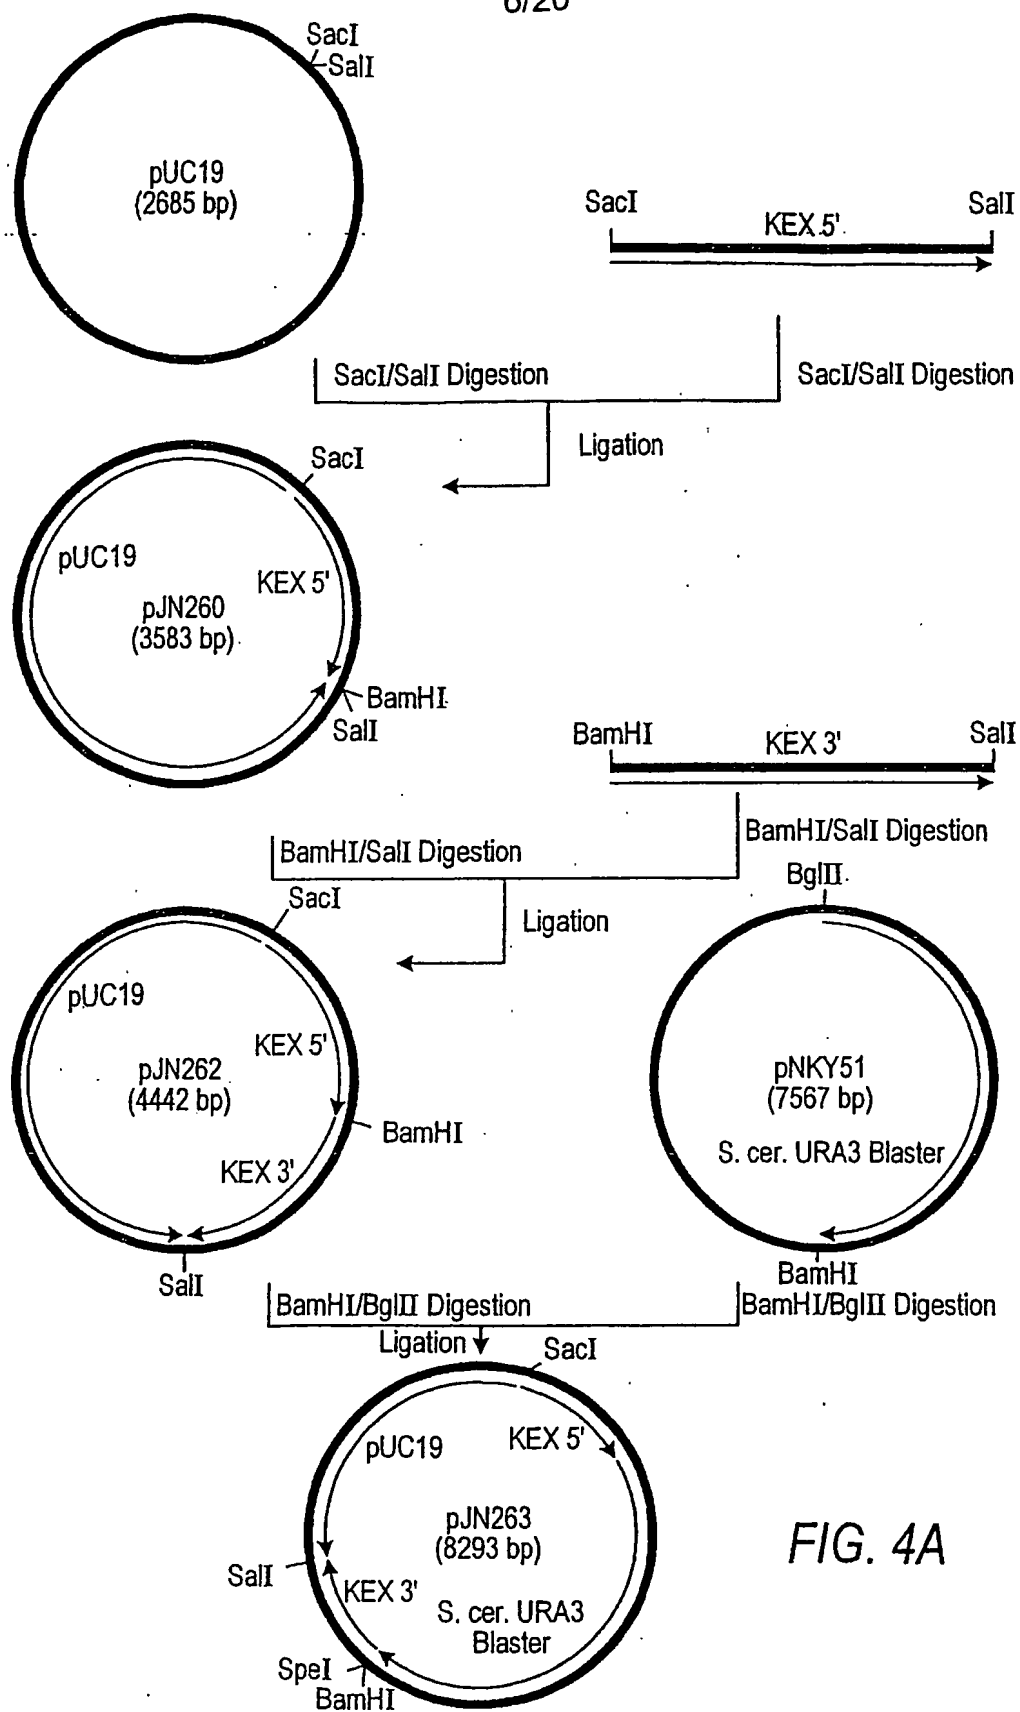 6/20
SacI
SalI
pUC19
(2685 bp)
SacI
SalI
KEX 5'
SacI/SalI Digestion
SacI/SalI Digestion
Ligation
SacI
pUC19
KEX 5'
pJN260
(3583 bp)
BamHI
SalI
BamHI
KEX 3'
SalI
BamHI/SalI Digestion
BamHI/SalI Digestion
Ligation
SacI
BglII
pUC19
KEX 5'
pJN262
(4442 bp)
BamHI
KEX 3'
SalI
pNKY51
(7567 bp)
S. cer. URA3 Blaster
BamHI
BamHI/BglII Digestion
BamHI/BglII Digestion
Ligation
SacI
pUC19
KEX 5'
pJN263
(8293 bp)
SalI
KEX 3'
S. cer. URA3
Blaster
SpeI
BamHI
FIG. 4A